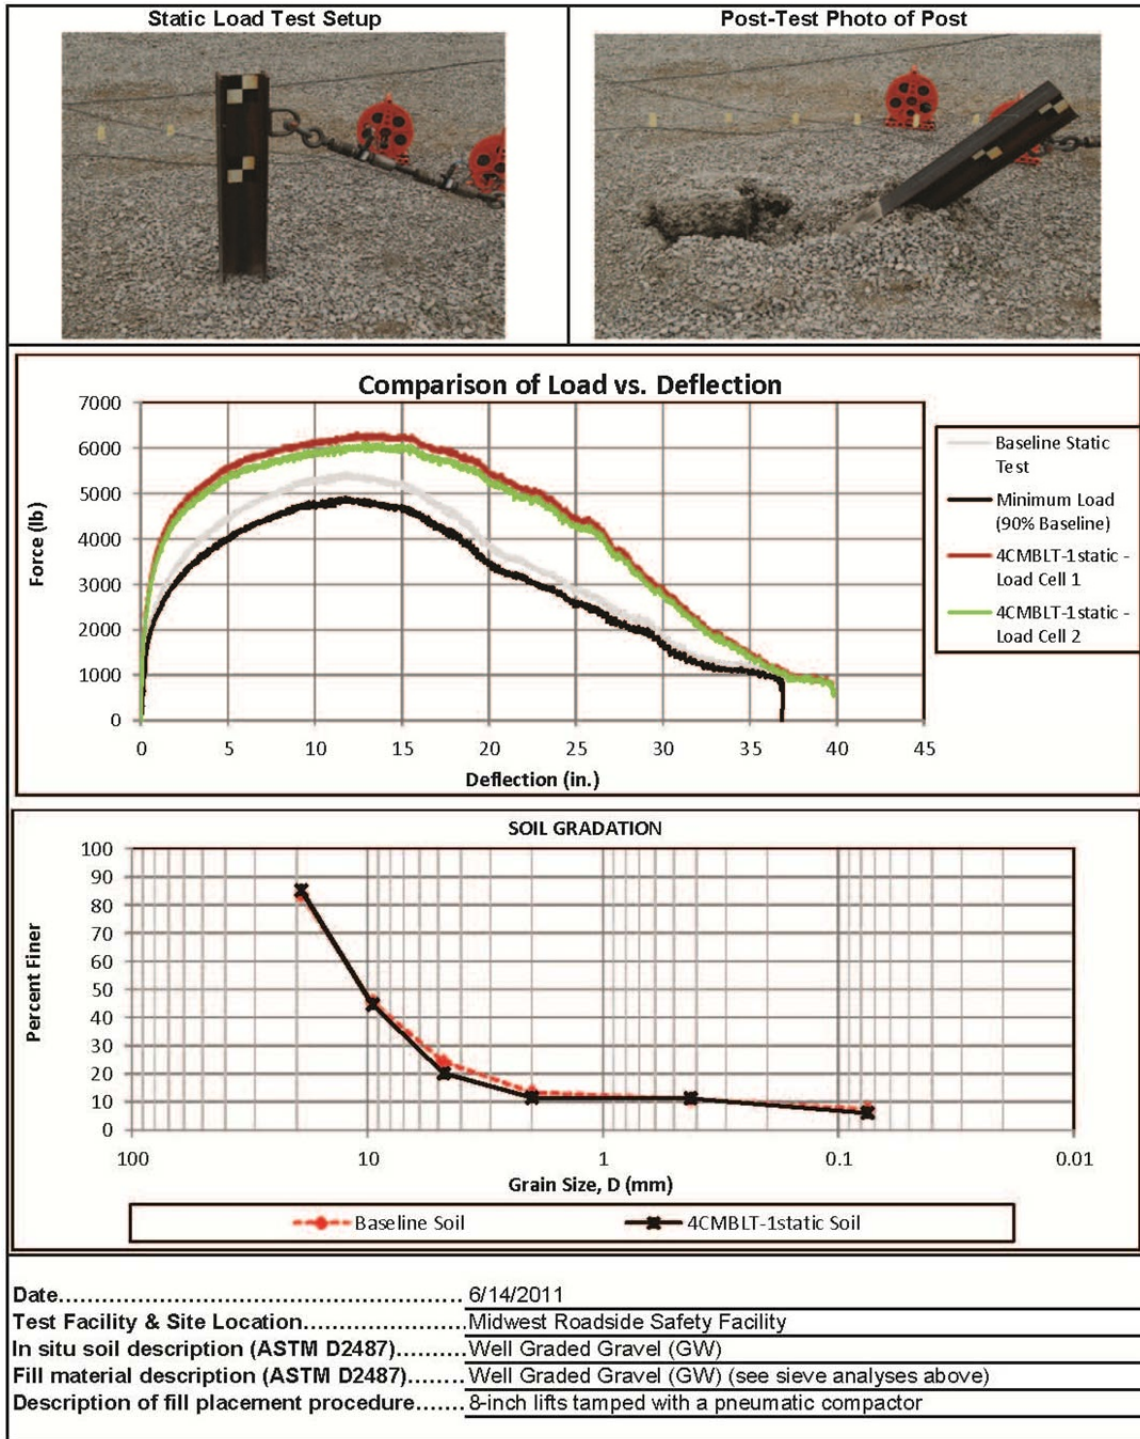 Static Load Test Setup
Post-Test Photo of Post
Comparison of Load vs. Deflection
Force (lb)
7000
6000
5000
4000
3000
2000
1000
0
0 5 10 15 20 25 30 35 40 45
Deflection (in.)
Baseline Static
Test
Minimum Load
(90% Baseline)
4CMBLT-1static -
Load Cell 1
4CMBLT-1static -
Load Cell 2
SOIL GRADATION
Percent Finer
100
90
80
70
60
50
40
30
20
10
0
100 10 1 0.1 0.01
Grain Size, D (mm)
Baseline Soil
4CMBLT-1static Soil
Date.......................................................... 6/14/2011
Test Facility & Site Location....................... Midwest Roadside Safety Facility
In situ soil description (ASTM D2487).......... Well Graded Gravel (GW)
Fill material description (ASTM D2487)........ Well Graded Gravel (GW) (see sieve analyses above)
Description of fill placement procedure....... 8-inch lifts tamped with a pneumatic compactor